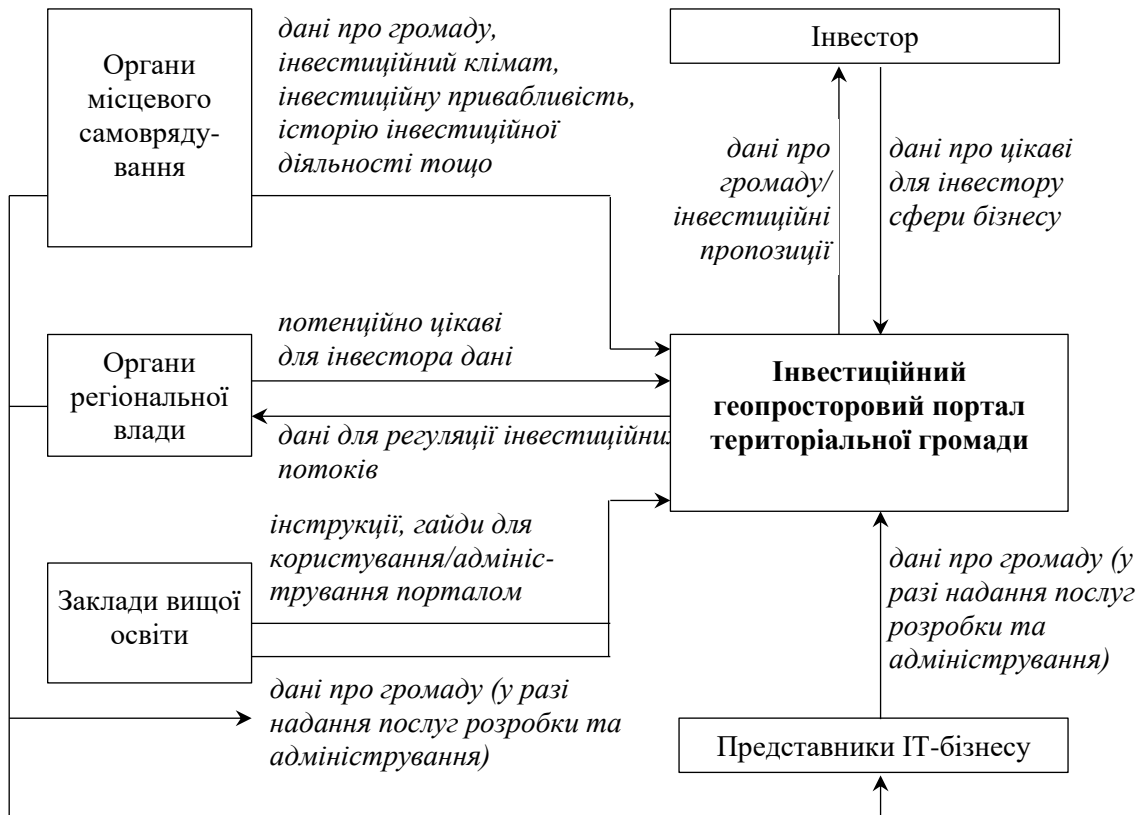 Органи
місцевого
самовряду-
вання
дані про громаду,
інвестиційний клімат,
інвестиційну привабливість,
історію інвестиційної
діяльності тощо
Інвестор
дані про
громаду/
інвестиційні
пропозиції
дані про цікаві
для інвестору
сфери бізнесу
Органи
регіональної
влади
потенційно цікаві
для інвестора дані
дані для регуляції інвестиційних
потоків
Інвестиційний
геопросторовий портал
територіальної громади
Заклади вищої
освіти
інструкції, гайди для
користування/адмініс-
трування порталом
дані про громаду (у разі
надання послуг розробки та
адміністрування)
дані про громаду (у
разі надання послуг
розробки та
адміністрування)
Представники ІТ-бізнесу